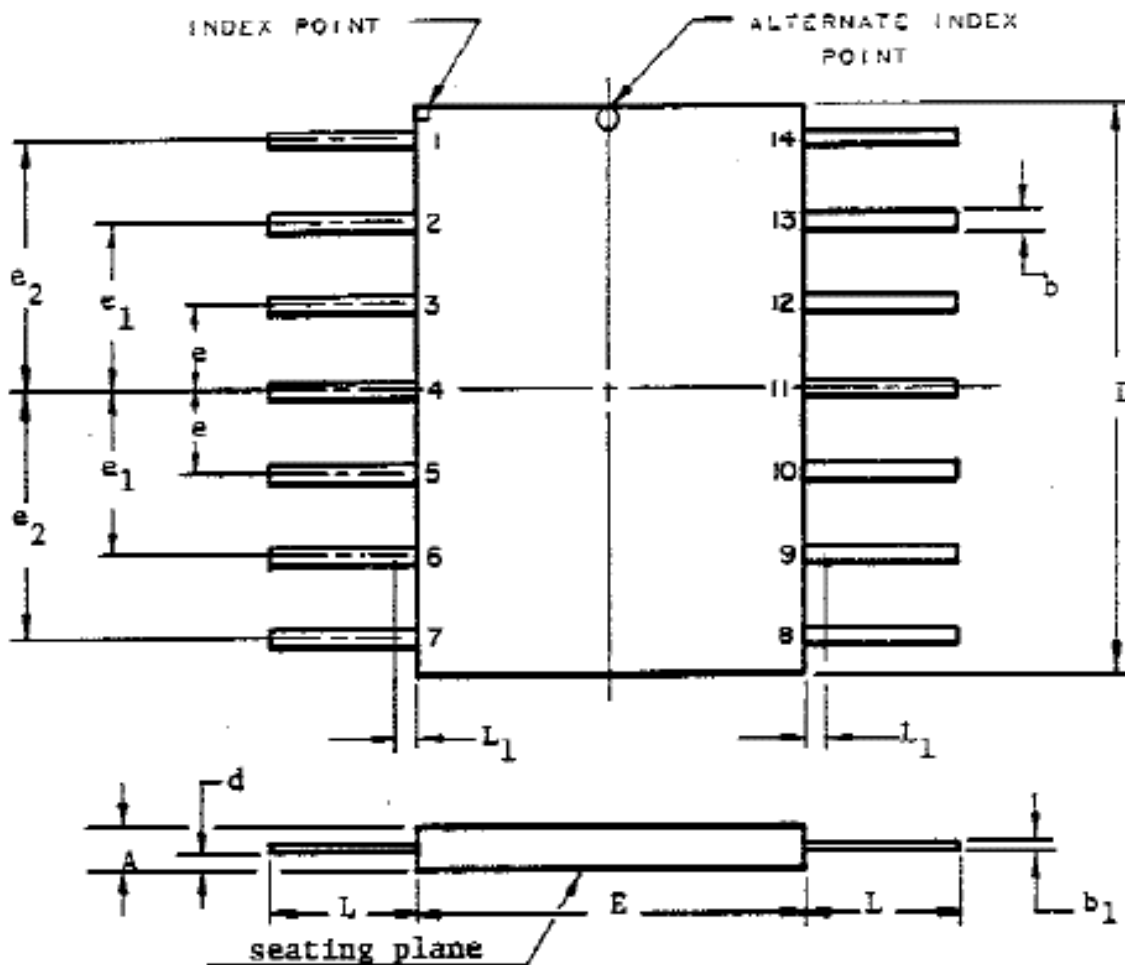 INDEX POINT
ALTERNATE INDEX
POINT
1 14
2 13
3 12
4 11
5 10
6 9
7 8
e2
e1
e
b
e
e1
e2
L1
L1
d
A
L
E
L
b1
seating plane